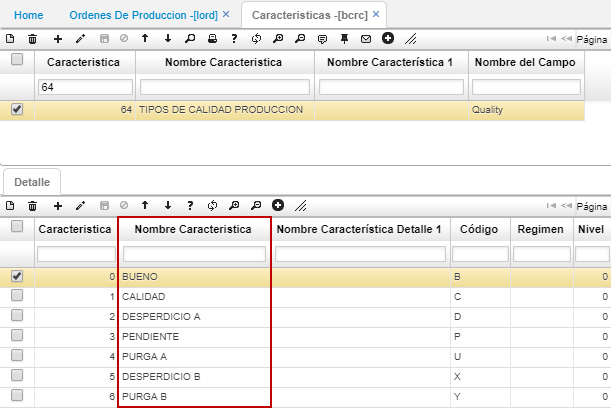 Home Ordenes De Produccion -[lord] × Caracteristicas -[bcrc] ×
Página
Caracteristica Nombre Caracteristica Nombre Característica 1 Nombre del Campo
64
64 TIPOS DE CALIDAD PRODUCCION Quality
Detalle
Página
Caracteristica Nombre Caracteristica Nombre Característica Detalle 1 Código Regimen Nivel
0 BUENO B 0
1 CALIDAD C 0
2 DESPERDICIO A D 0
3 PENDIENTE P 0
4 PURGA A U 0
5 DESPERDICIO B X 0
6 PURGA B Y 0